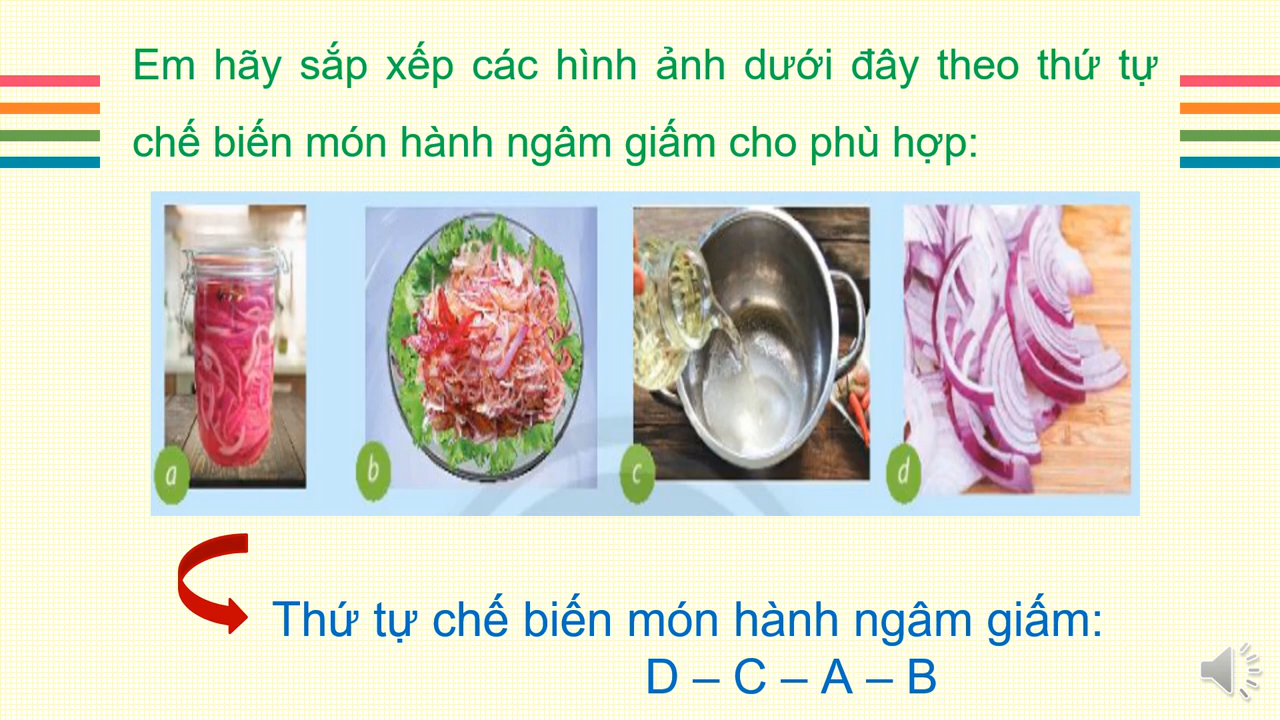 Em hãy sắp xếp các hình ảnh dưới đây theo thứ tự
chế biến món hành ngâm giấm cho phù hợp:
a
b
c
d
Thứ tự chế biến món hành ngâm giấm:
D – C – A – B